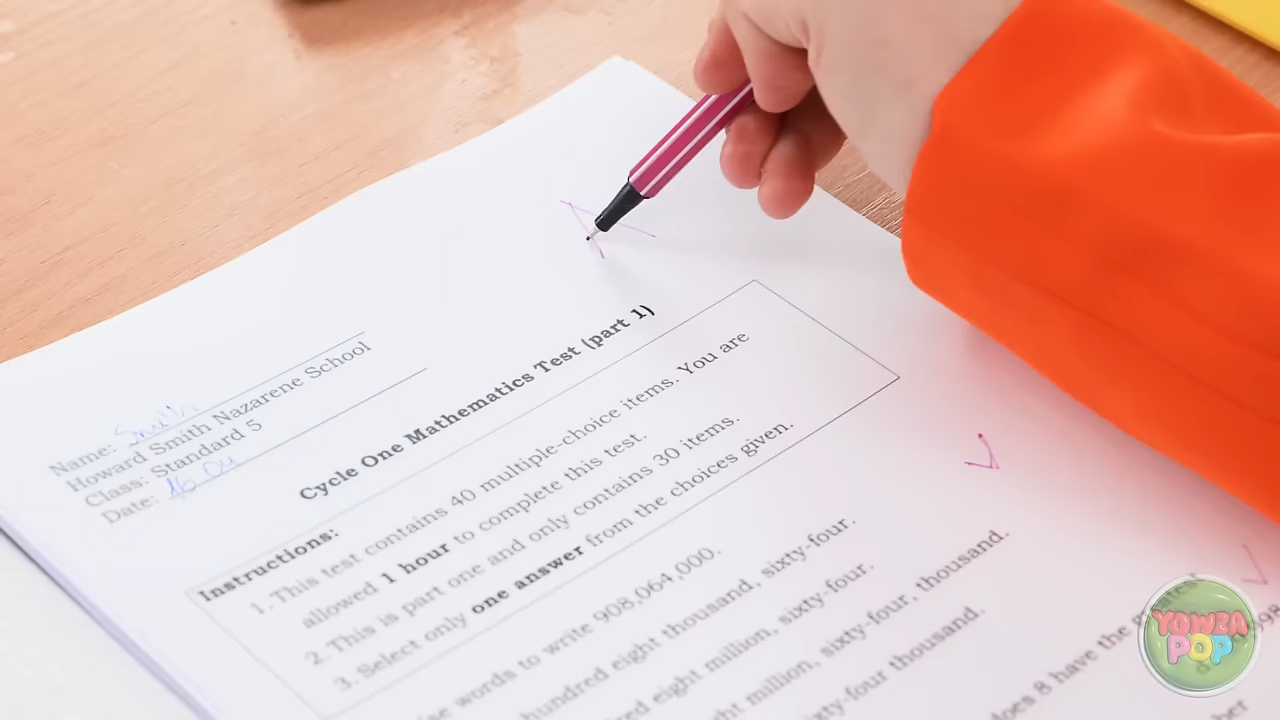 A
Name: Smith
Howard Smith Nazarene School
Class: Standard 5
Date: 16.04
Cycle One Mathematics Test (part 1)
Instructions:
1. This test contains 40 multiple-choice items. You are
allowed 1 hour to complete this test.
2. This is part one and only contains 30 items.
3. Select only one answer from the choices given.
words to write 908,064,000.
hundred eight thousand, sixty-four.
eight million, sixty-four.
million, sixty-four, thousand.
sixty-four thousand.
does 8 have the
YOWZA
POP